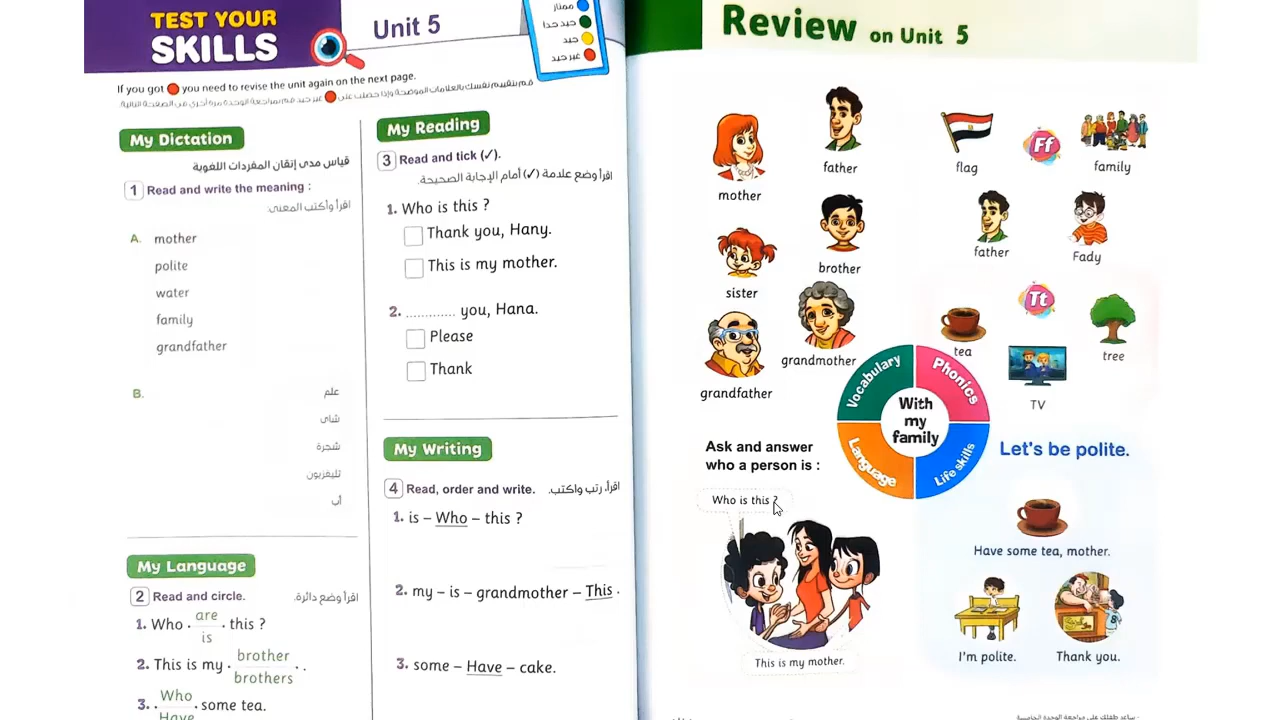 TEST YOUR
SKILLS
Unit 5
ممتاز
جيد جدا
جيد
غير جيد
If you got you need to revise the unit again on the next page.
قم بتقييم نفسك بالعلامات الموضحة وإذا حصلت على غير جيد قم بمراجعة الوحدة مرة أخرى في الصفحة التالية.
My Dictation
قياس مدى إتقان المفردات اللغوية
1 Read and write the meaning :
اقرأ وأكتب المعنى:
A. mother
polite
water
family
grandfather
B. علم
شاى
شجرة
تليفزيون
أب
My Language
2 Read and circle. اقرأ وضع دائرة.
1. Who . are . this ?
is
2. This is my . brother . .
brothers
3. . Who . some tea.
Have
My Reading
3 Read and tick (✓).
اقرأ وضع علامة (✓) أمام الإجابة الصحيحة.
1. Who is this ?
Thank you, Hany.
This is my mother.
2. ............ you, Hana.
Please
Thank
My Writing
4 Read, order and write. اقرأ، رتب واكتب.
1. is – Who – this ?
2. my – is – grandmother – This .
3. some – Have – cake.
Review on Unit 5
mother
father
sister
brother
grandfather
grandmother
Ff
flag
family
father
Fady
Tt
tea
tree
TV
Vocabulary
Phonics
Language
Life skills
With
my
family
Ask and answer
who a person is :
Who is this ?
This is my mother.
Let's be polite.
Have some tea, mother.
I'm polite.
Thank you.
ساعد طفلك على مراجعة الوحدة الخامسة